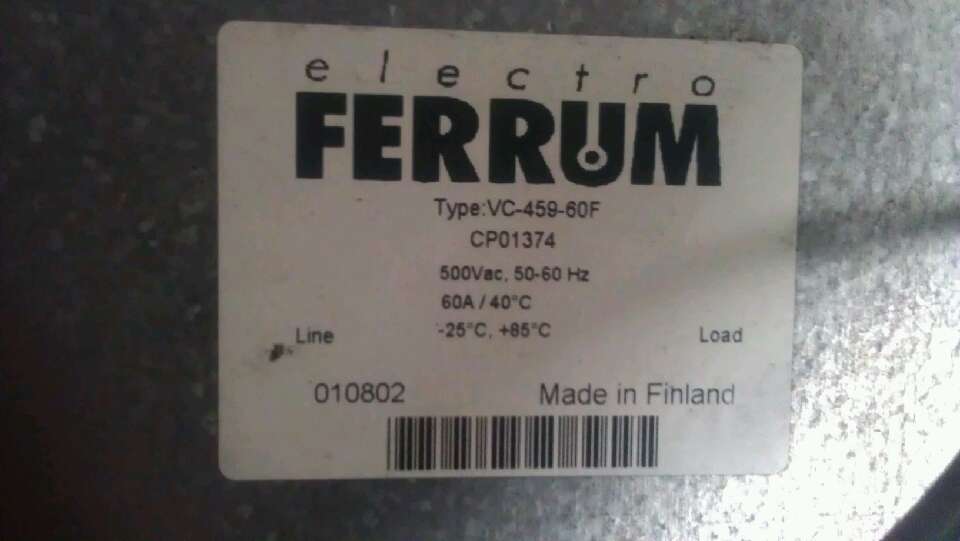 electro
FERRUM
Type:VC-459-60F
CP01374
500Vac, 50-60 Hz
60A / 40°C
-25°C, +85°C
Line
Load
010802
Made in Finland